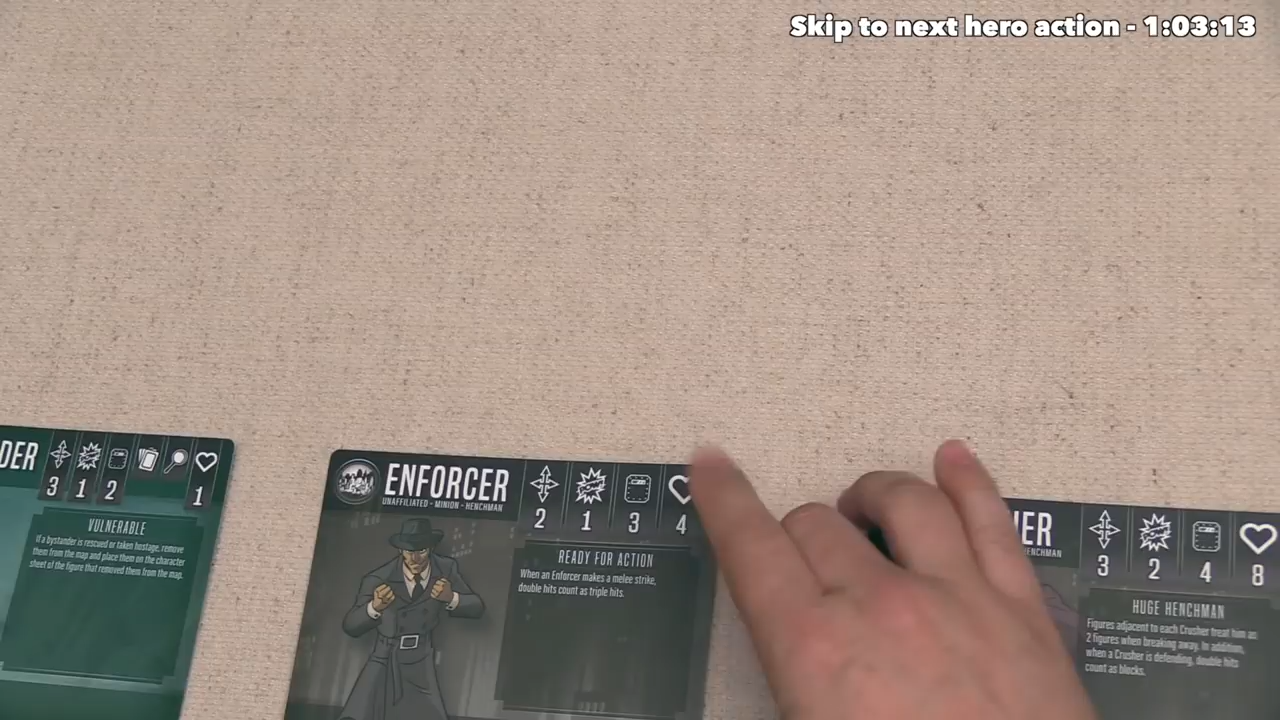 Skip to next hero action - 1:03:13
DER
3 1 2 1
VULNERABLE
If a bystander is rescued or taken hostage, remove
them from the map and place them on the character
sheet of the figure that removed them from the map.
ENFORCER
UNAFFILIATED - MINION - HENCHMAN
2 1 3 4
READY FOR ACTION
When an Enforcer makes a melee strike,
double hits count as triple hits.
HER
HENCHMAN
3 2 4 8
HUGE HENCHMAN
Figures adjacent to each Crusher treat him as
2 figures when breaking away. In addition,
when a Crusher is defending, double hits
count as blocks.